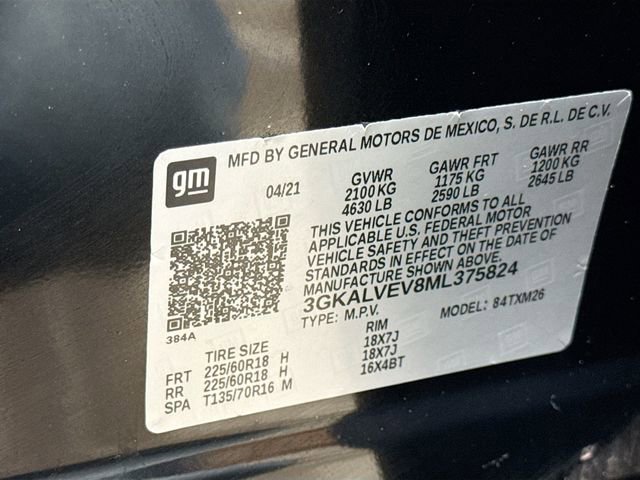 gm
MFD BY GENERAL MOTORS DE MEXICO, S. DE R.L. DE C.V.
04/21
GVWR GAWR FRT GAWR RR
2100 KG 1175 KG 1200 KG
4630 LB 2590 LB 2645 LB
THIS VEHICLE CONFORMS TO ALL
APPLICABLE U.S. FEDERAL MOTOR
VEHICLE SAFETY AND THEFT PREVENTION
STANDARDS IN EFFECT ON THE DATE OF
MANUFACTURE SHOWN ABOVE.
3GKALVEV8ML375824
TYPE: M.P.V. MODEL: 84TXM26
384A
TIRE SIZE RIM
FRT 225/60R18 H 18X7J
RR 225/60R18 H 18X7J
SPA T135/70R16 M 16X4BT